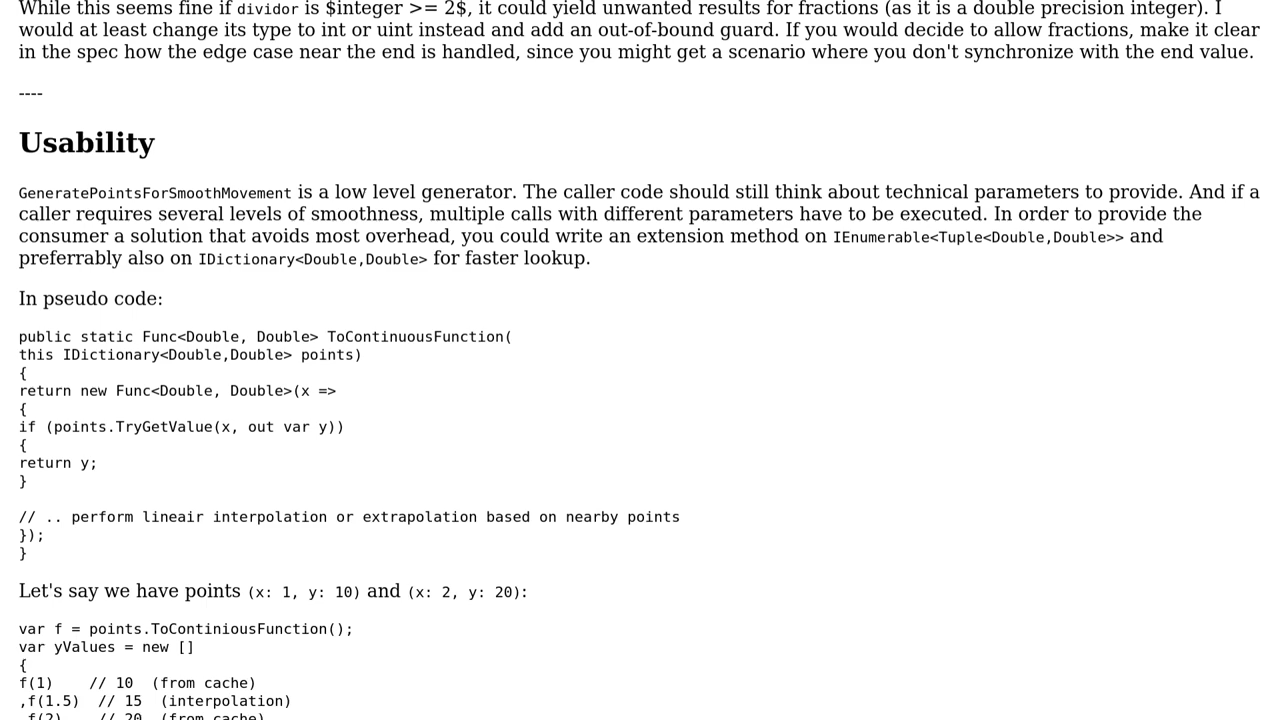 While this seems fine if dividor is $integer >= 2$, it could yield unwanted results for fractions (as it is a double precision integer). I
would at least change its type to int or uint instead and add an out-of-bound guard. If you would decide to allow fractions, make it clear
in the spec how the edge case near the end is handled, since you might get a scenario where you don't synchronize with the end value.
----
Usability
GeneratePointsForSmoothMovement is a low level generator. The caller code should still think about technical parameters to provide. And if a
caller requires several levels of smoothness, multiple calls with different parameters have to be executed. In order to provide the
consumer a solution that avoids most overhead, you could write an extension method on IEnumerable<Tuple<Double,Double>> and
preferrably also on IDictionary<Double,Double> for faster lookup.
In pseudo code:
public static Func<Double, Double> ToContinuousFunction(
this IDictionary<Double,Double> points)
{
return new Func<Double, Double>(x =>
{
if (points.TryGetValue(x, out var y))
{
return y;
}
// .. perform lineair interpolation or extrapolation based on nearby points
});
}
Let's say we have points (x: 1, y: 10) and (x: 2, y: 20):
var f = points.ToContiniousFunction();
var yValues = new []
{
f(1)    // 10  (from cache)
,f(1.5)  // 15  (interpolation)
,f(2)    // 20  (from cache)